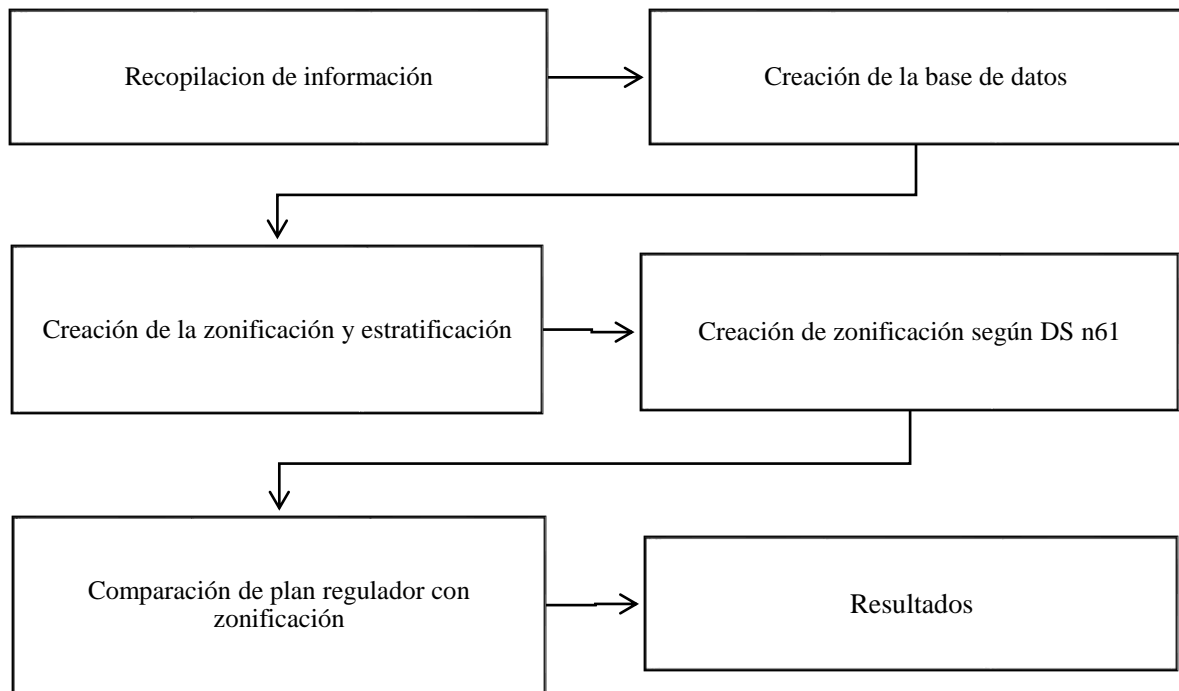 Recopilacion de información
Creación de la base de datos
Creación de la zonificación y estratificación
Creación de zonificación según DS n61
Comparación de plan regulador con
zonificación
Resultados